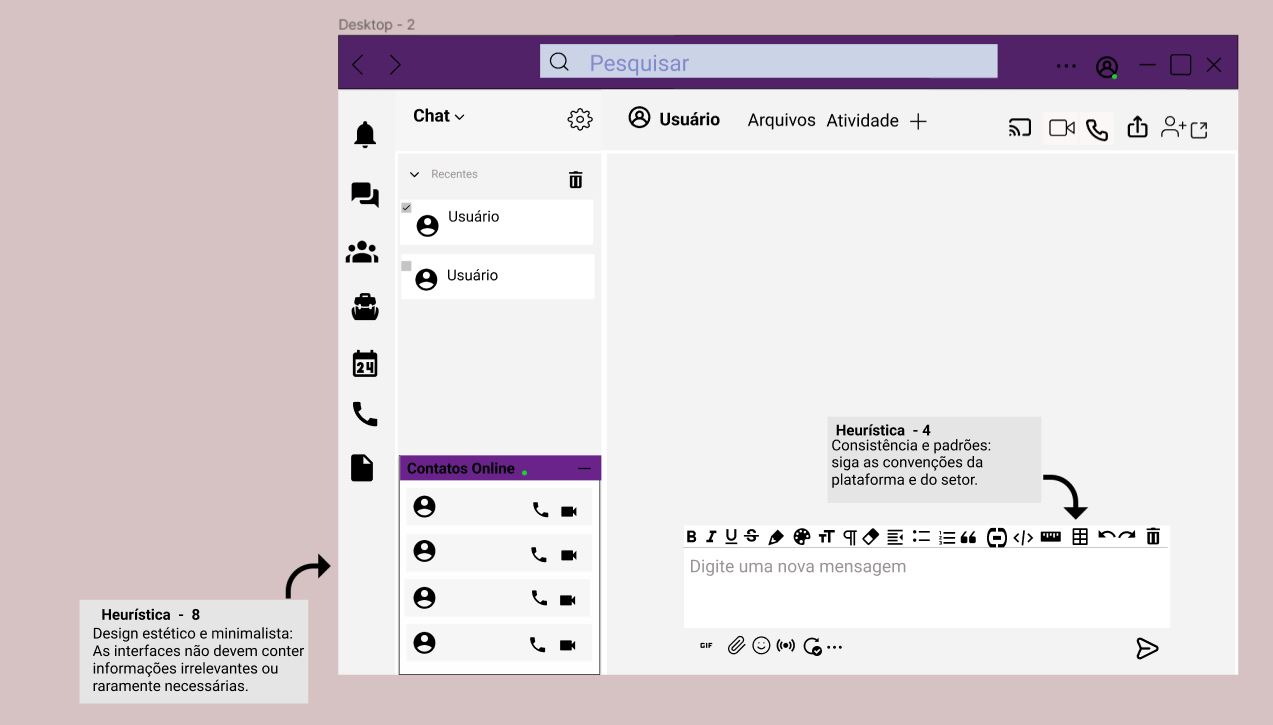 Desktop - 2
Pesquisar
Chat
Usuário
Arquivos Atividade
Recentes
Usuário
Usuário
24
Contatos Online
Heurística - 4
Consistência e padrões:
siga as convenções da
plataforma e do setor.
B I U S TT
Digite uma nova mensagem
GIF
Heurística - 8
Design estético e minimalista:
As interfaces não devem conter
informações irrelevantes ou
raramente necessárias.